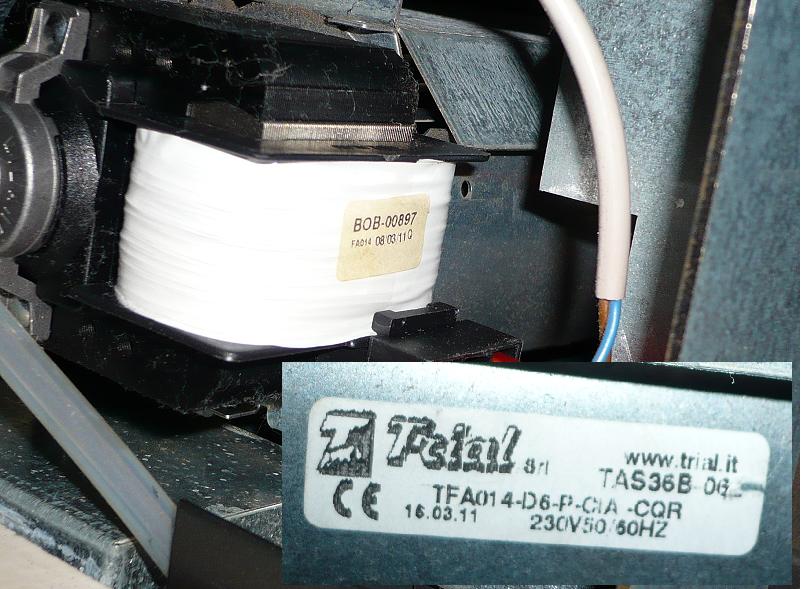 BOB-00897
FA014 08/03/11 Q
Trial srl
www.trial.it
TAS36B-06
CE
TFA014-D6-P-CIA -CQR
16.03.11
230V50/60HZ